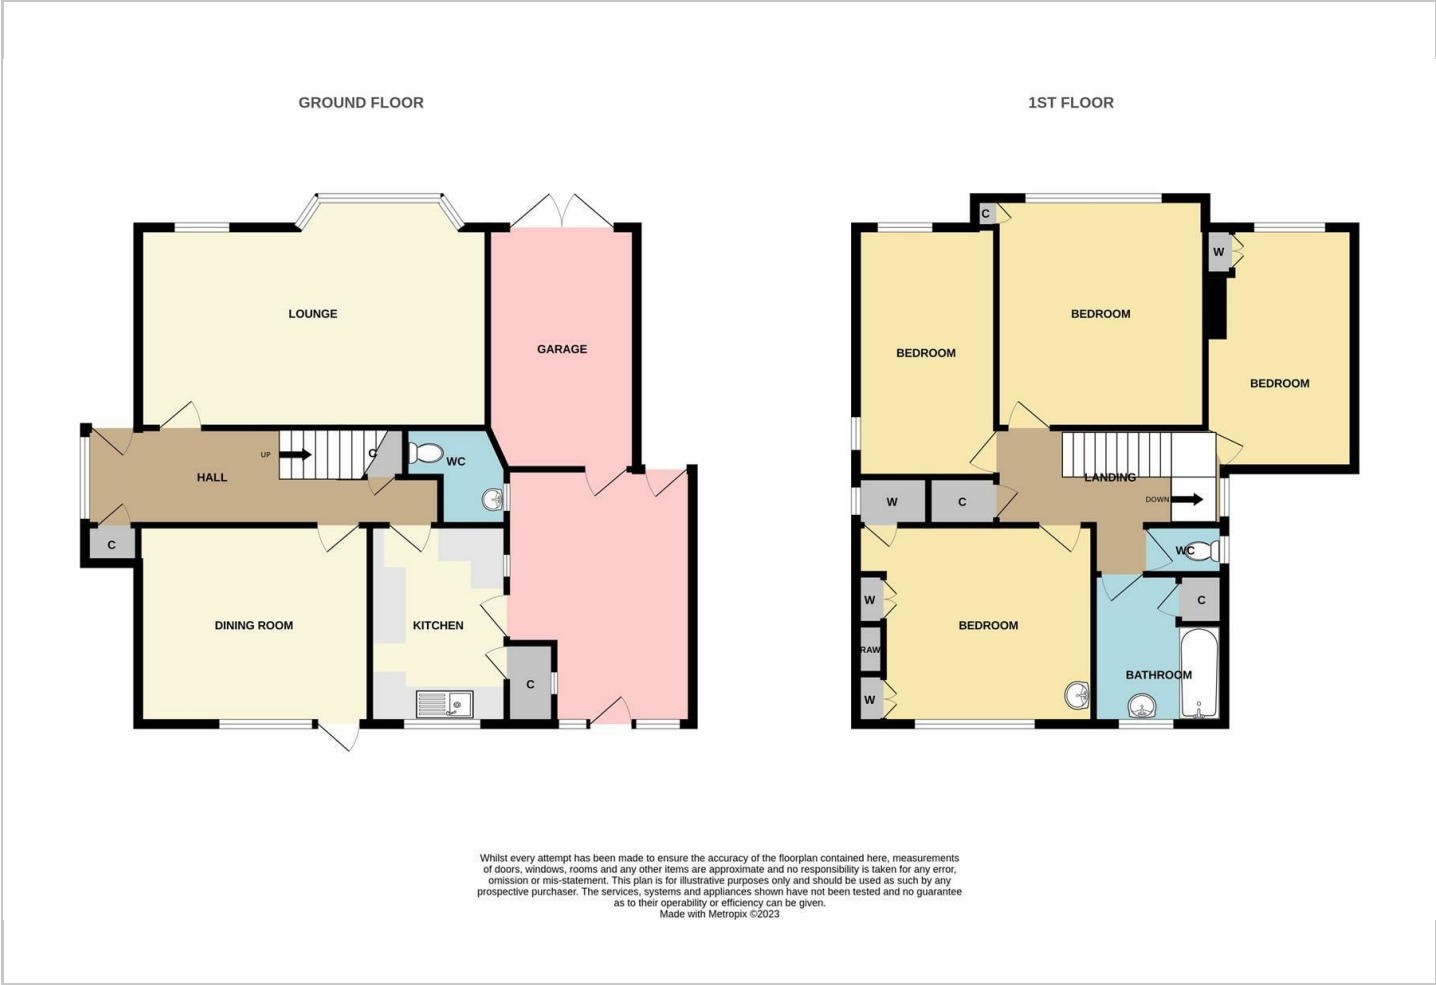 GROUND FLOOR
LOUNGE
GARAGE
UP
C
WC
HALL
C
DINING ROOM
KITCHEN
C
1ST FLOOR
C
W
BEDROOM
BEDROOM
BEDROOM
LANDING
DOWN
W
C
WC
W
C
BEDROOM
RAW
BATHROOM
W
Whilst every attempt has been made to ensure the accuracy of the floorplan contained here, measurements
of doors, windows, rooms and any other items are approximate and no responsibility is taken for any error,
omission or mis-statement. This plan is for illustrative purposes only and should be used as such by any
prospective purchaser. The services, systems and appliances shown have not been tested and no guarantee
as to their operability or efficiency can be given.
Made with Metropix ©2023